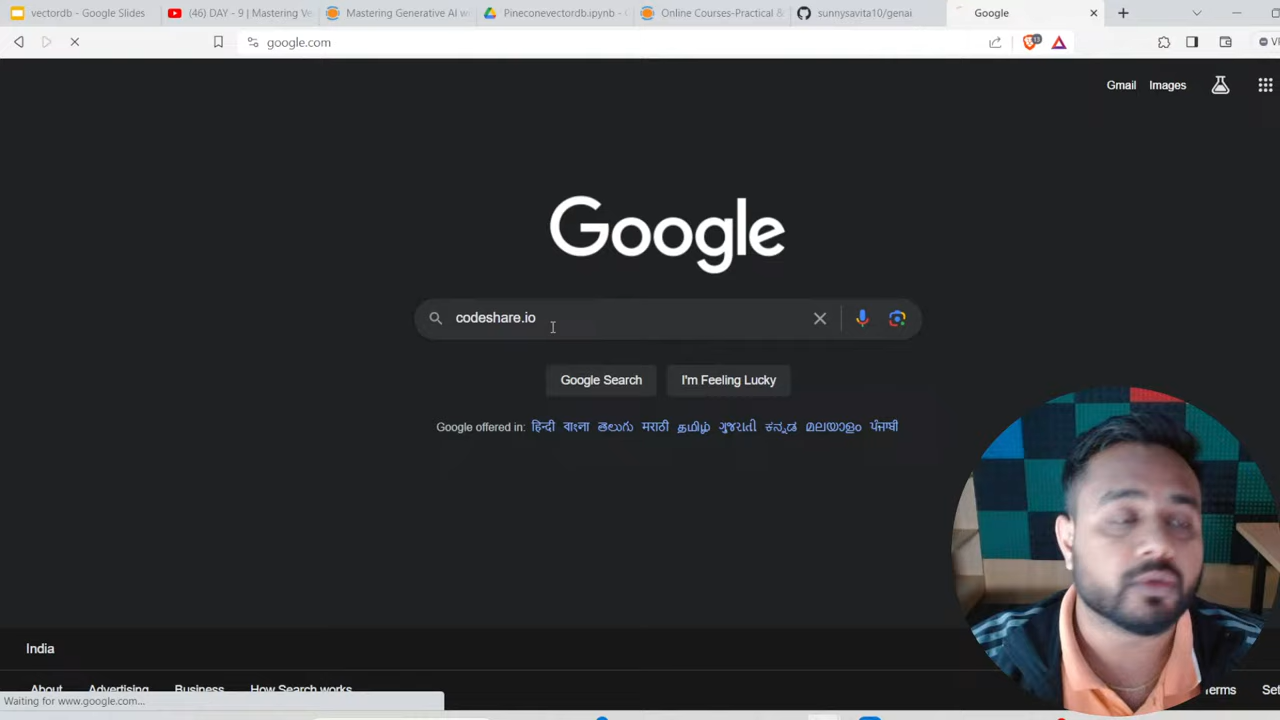 vectordb - Google Slides
(46) DAY - 9 | Mastering Ve
Mastering Generative AI w
Pineconevectordb.ipynb -
Online Courses-Practical &
sunnysavita10/genai
Google
google.com
13
Gmail
Images
Google
codeshare.io
Google Search
I'm Feeling Lucky
Google offered in: हिन्दी বাংলা తెలుగు मराठी தமிழ் ગુજરાતી ಕನ್ನಡ മലയാളം ਪੰਜਾਬੀ
India
About
Advertising
Business
How Search works
Terms
Set
Waiting for www.google.com...